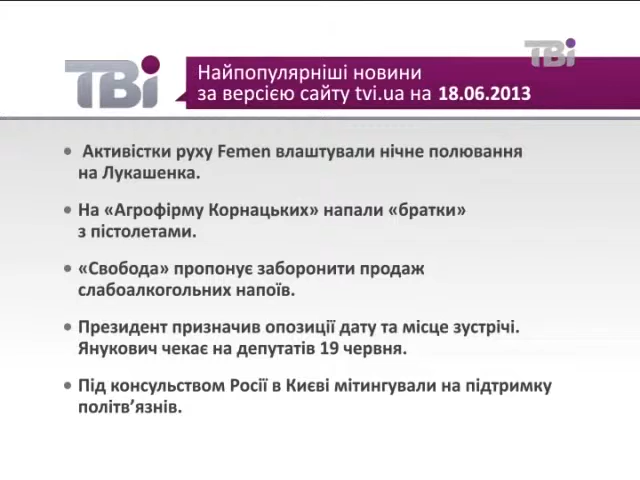 ТВі
Найпопулярніші новини
за версією сайту tvi.ua на 18.06.2013
ТВі
• Активістки руху Femen влаштували нічне полювання
на Лукашенка.
• На «Агрофірму Корнацьких» напали «братки»
з пістолетами.
• «Свобода» пропонує заборонити продаж
слабоалкогольних напоїв.
• Президент призначив опозиції дату та місце зустрічі.
Янукович чекає на депутатів 19 червня.
• Під консульством Росії в Києві мітингували на підтримку
політв’язнів.